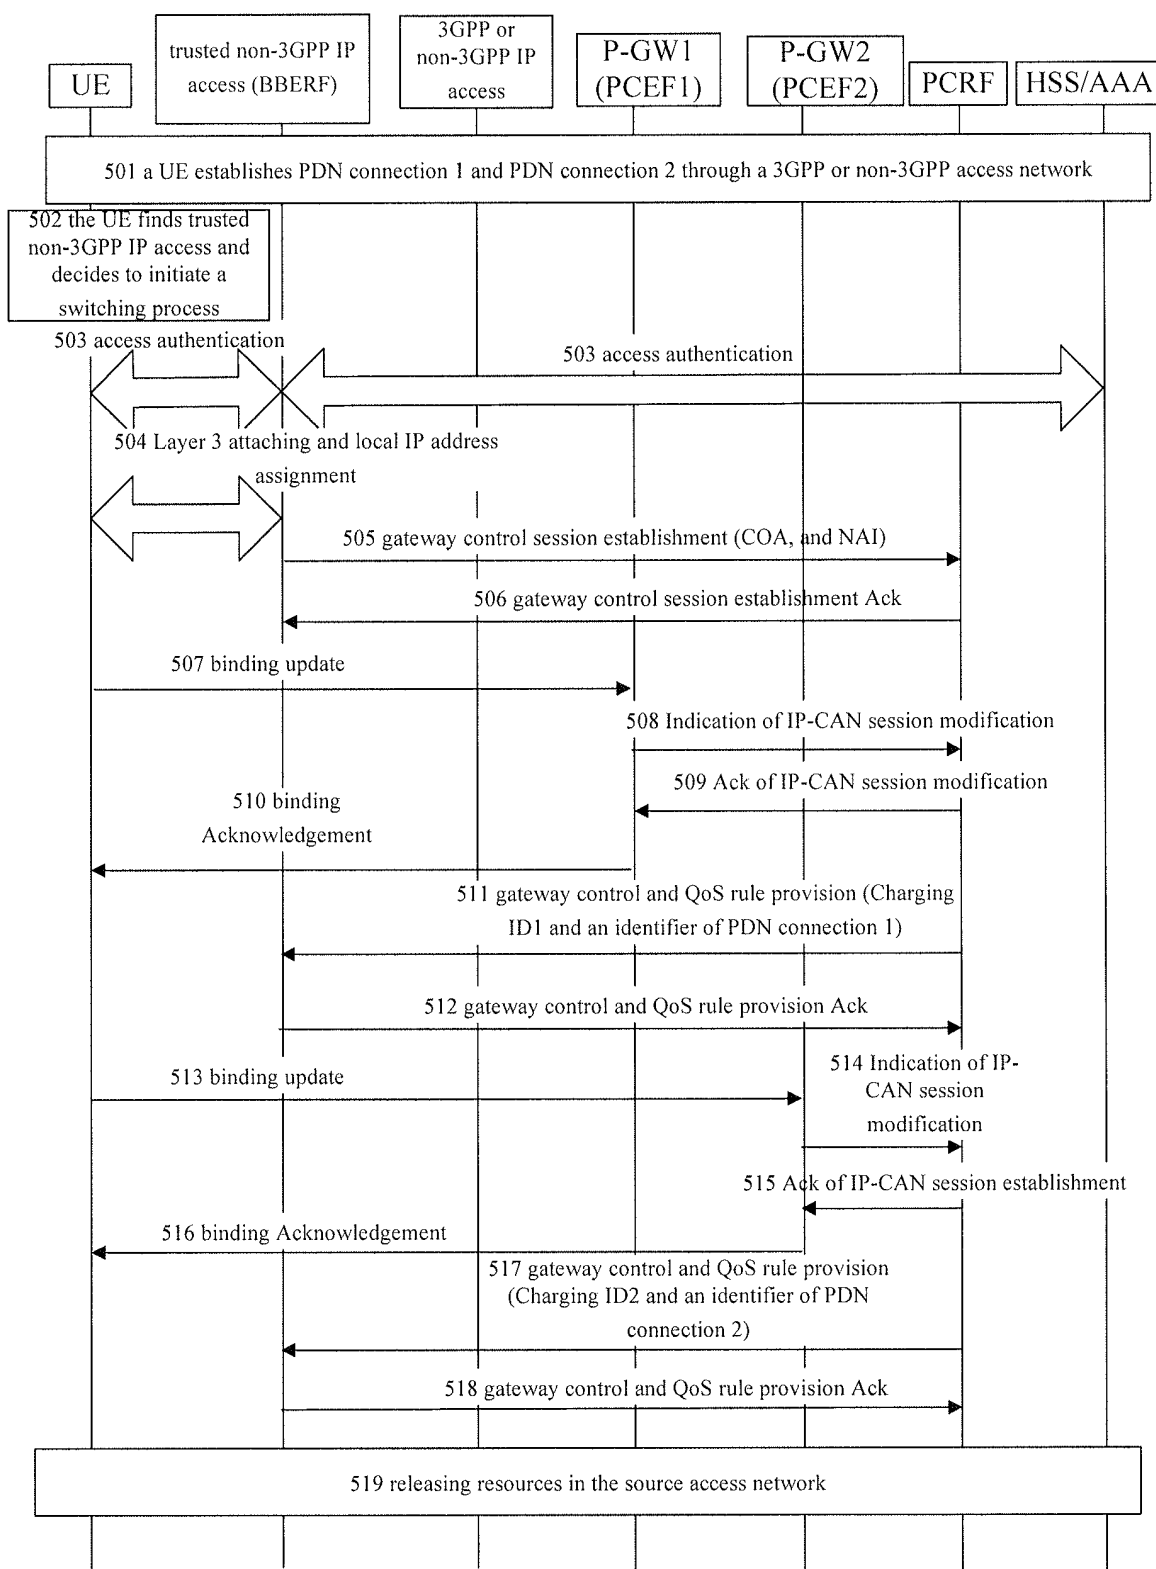 UE
trusted non-3GPP IP
access (BBERF)
3GPP or
non-3GPP IP
access
P-GW1
(PCEF1)
P-GW2
(PCEF2)
PCRF
HSS/AAA
501 a UE establishes PDN connection 1 and PDN connection 2 through a 3GPP or non-3GPP access network
502 the UE finds trusted
non-3GPP IP access and
decides to initiate a
switching process
503 access authentication
503 access authentication
504 Layer 3 attaching and local IP address
assignment
505 gateway control session establishment (COA, and NAI)
506 gateway control session establishment Ack
507 binding update
508 Indication of IP-CAN session modification
509 Ack of IP-CAN session modification
510 binding
Acknowledgement
511 gateway control and QoS rule provision (Charging
ID1 and an identifier of PDN connection 1)
512 gateway control and QoS rule provision Ack
513 binding update
514 Indication of IP-
CAN session
modification
515 Ack of IP-CAN session establishment
516 binding Acknowledgement
517 gateway control and QoS rule provision
(Charging ID2 and an identifier of PDN
connection 2)
518 gateway control and QoS rule provision Ack
519 releasing resources in the source access network